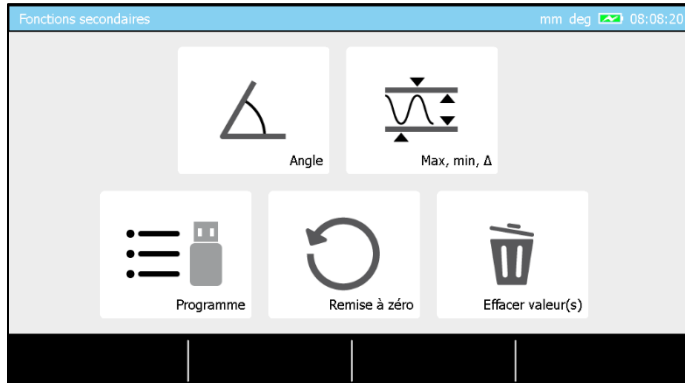 Fonctions secondaires mm deg 08:08:20
Angle Max, min, Δ
Programme Remise à zéro Effacer valeur(s)